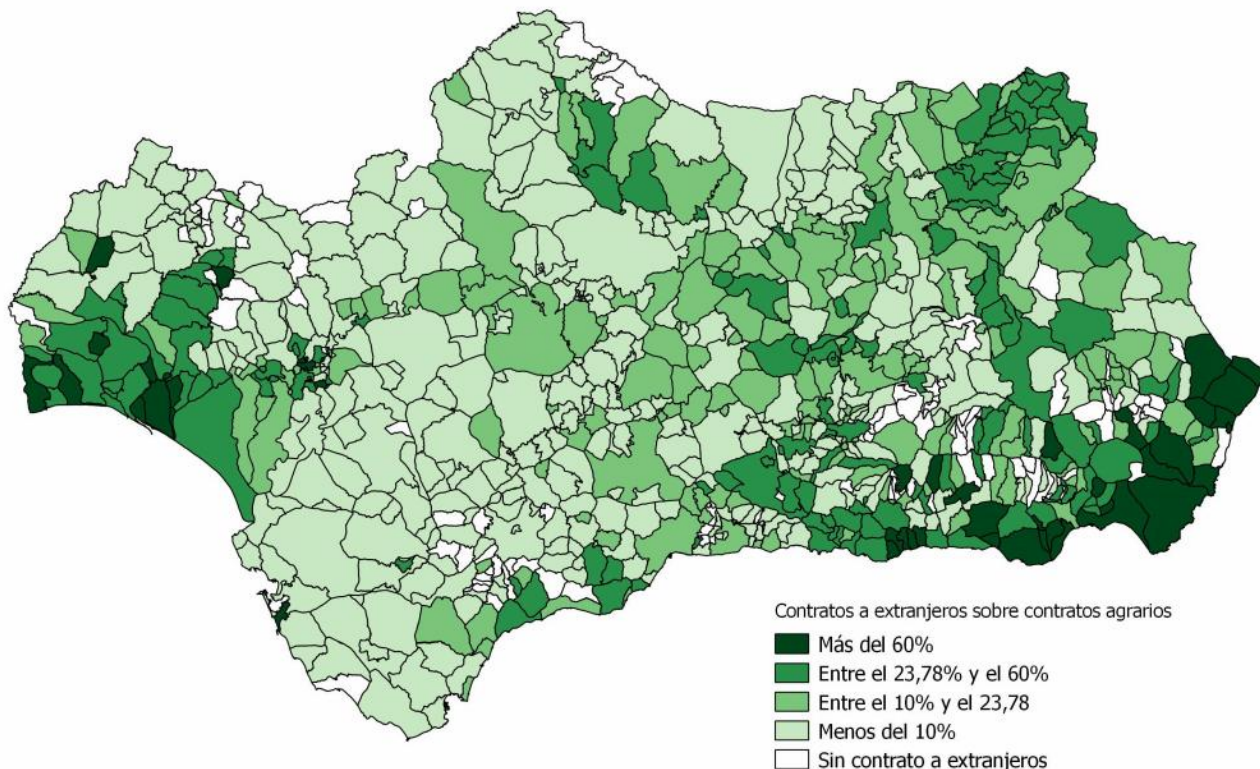 Contratos a extranjeros sobre contratos agrarios
Más del 60%
Entre el 23,78% y el 60%
Entre el 10% y el 23,78
Menos del 10%
Sin contrato a extranjeros